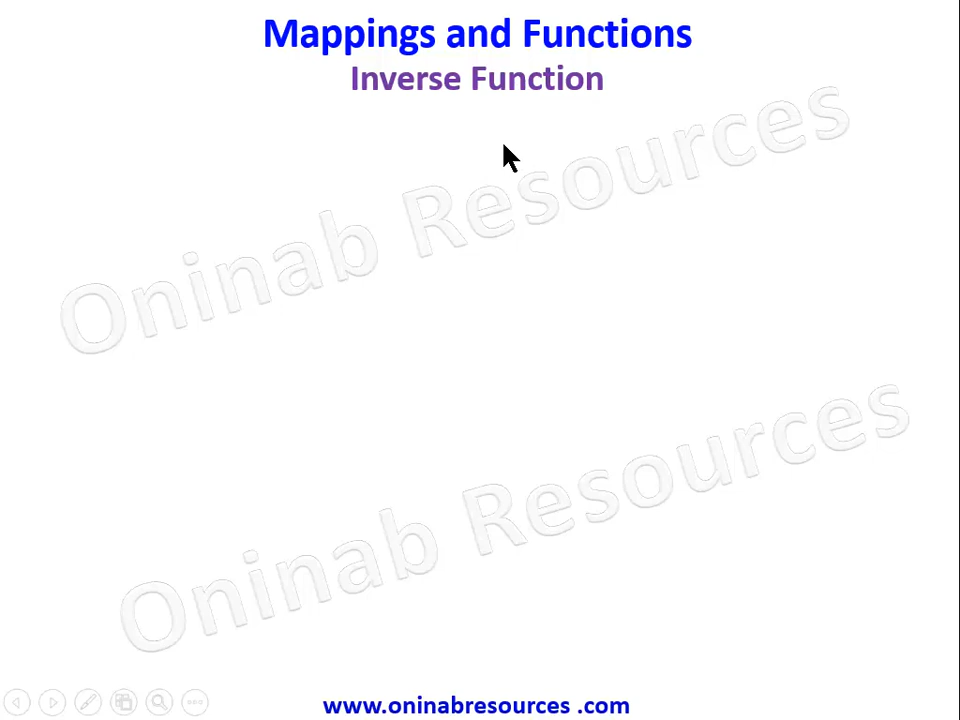 Mappings and Functions
Inverse Function
Oninab Resources
Oninab Resources
www.oninabresources .com